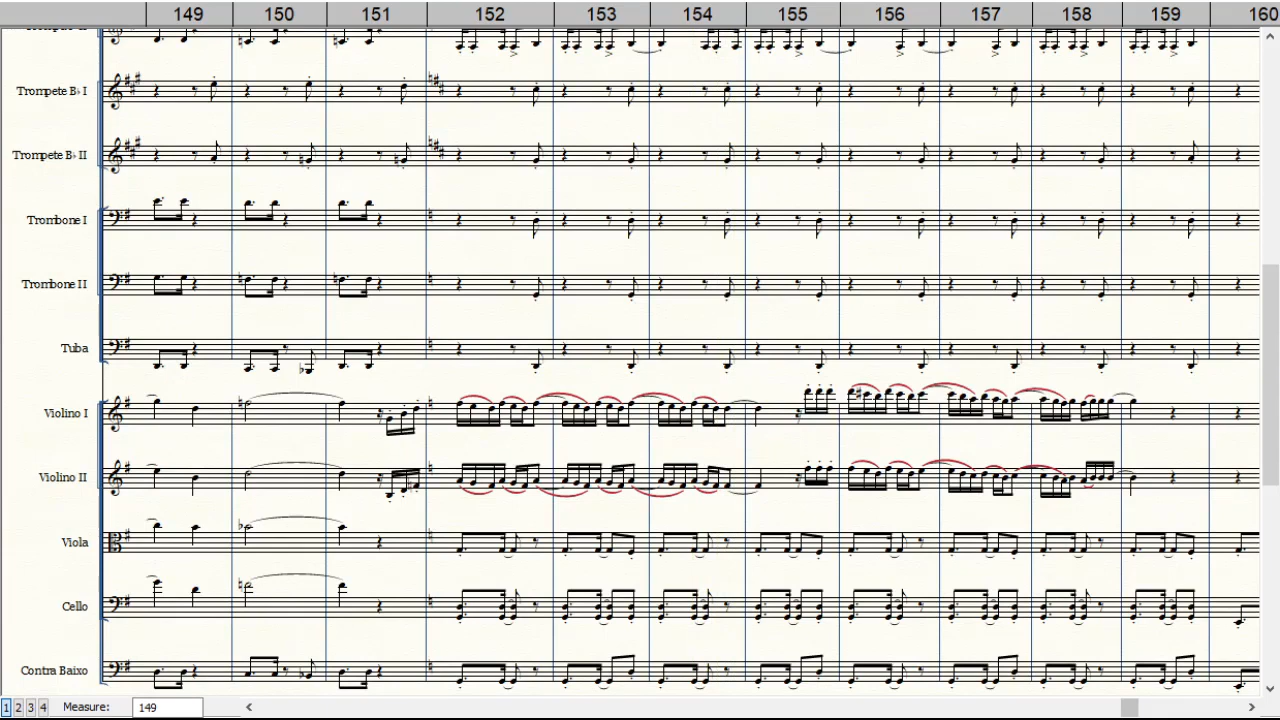 149 150 151 152 153 154 155 156 157 158 159 160
Trompete B♭ I
Trompete B♭ II
Trombone I
Trombone II
Tuba
Violino I
Violino II
Viola
Cello
Contra Baixo
1 2 3 4 Measure: 149